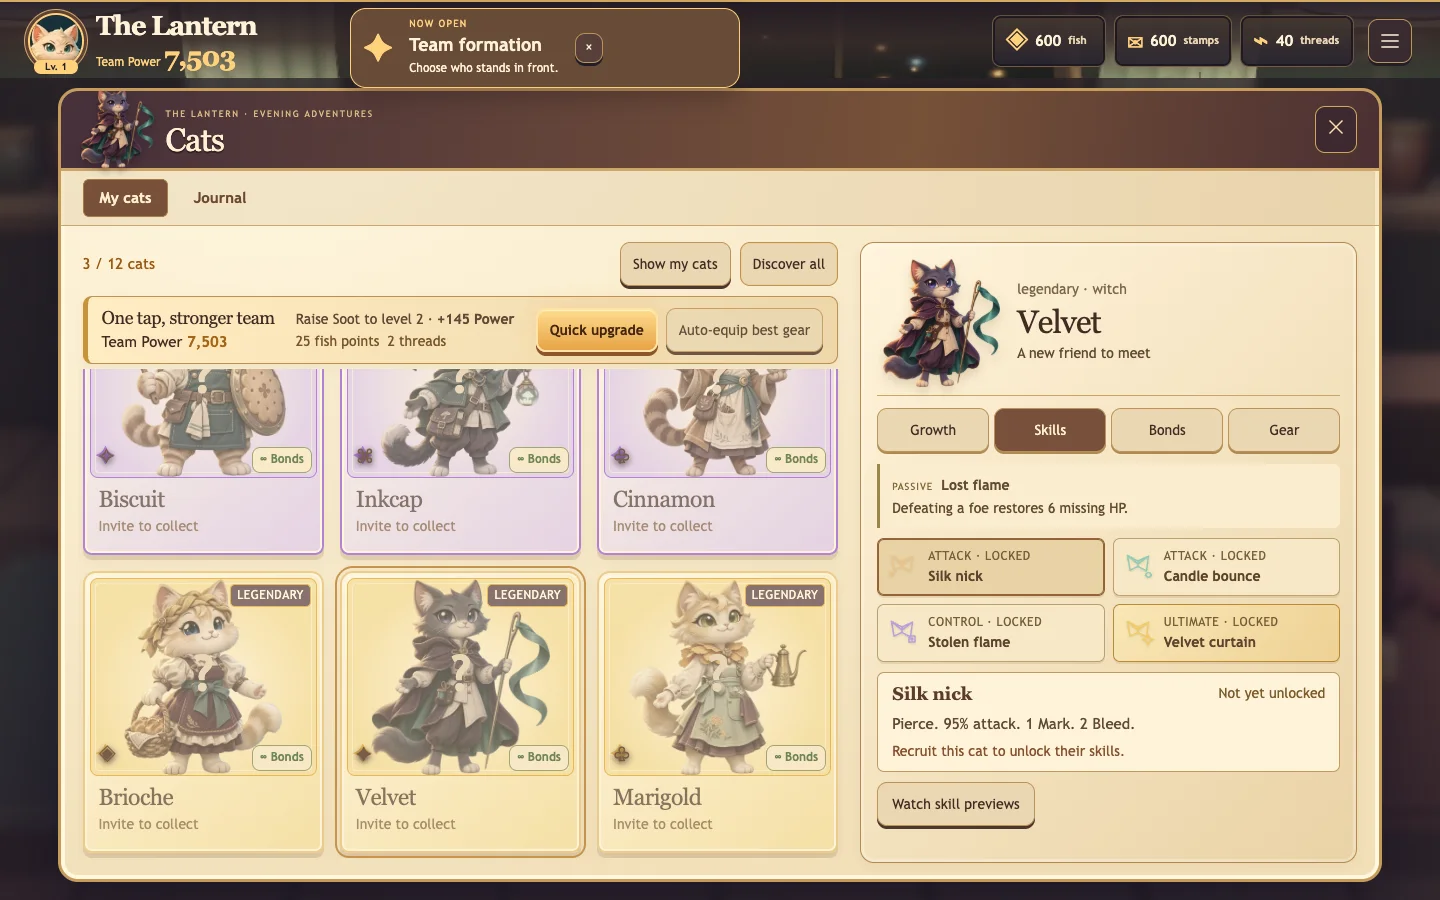 The Lantern
Lv. 1
Team Power 7,503
NOW OPEN
Team formation
Choose who stands in front.
×
600 fish
600 stamps
40 threads
THE LANTERN · EVENING ADVENTURES
Cats
My cats
Journal
3 / 12 cats
Show my cats
Discover all
One tap, stronger team
Team Power 7,503
Raise Soot to level 2 · +145 Power
25 fish points 2 threads
Quick upgrade
Auto-equip best gear
?
∞ Bonds
Biscuit
Invite to collect
?
∞ Bonds
Inkcap
Invite to collect
?
∞ Bonds
Cinnamon
Invite to collect
LEGENDARY
?
∞ Bonds
Brioche
Invite to collect
LEGENDARY
?
∞ Bonds
Velvet
Invite to collect
LEGENDARY
?
∞ Bonds
Marigold
Invite to collect
legendary · witch
Velvet
A new friend to meet
Growth
Skills
Bonds
Gear
PASSIVE Lost flame
Defeating a foe restores 6 missing HP.
ATTACK · LOCKED
Silk nick
ATTACK · LOCKED
Candle bounce
CONTROL · LOCKED
Stolen flame
ULTIMATE · LOCKED
Velvet curtain
Silk nick
Not yet unlocked
Pierce. 95% attack. 1 Mark. 2 Bleed.
Recruit this cat to unlock their skills.
Watch skill previews